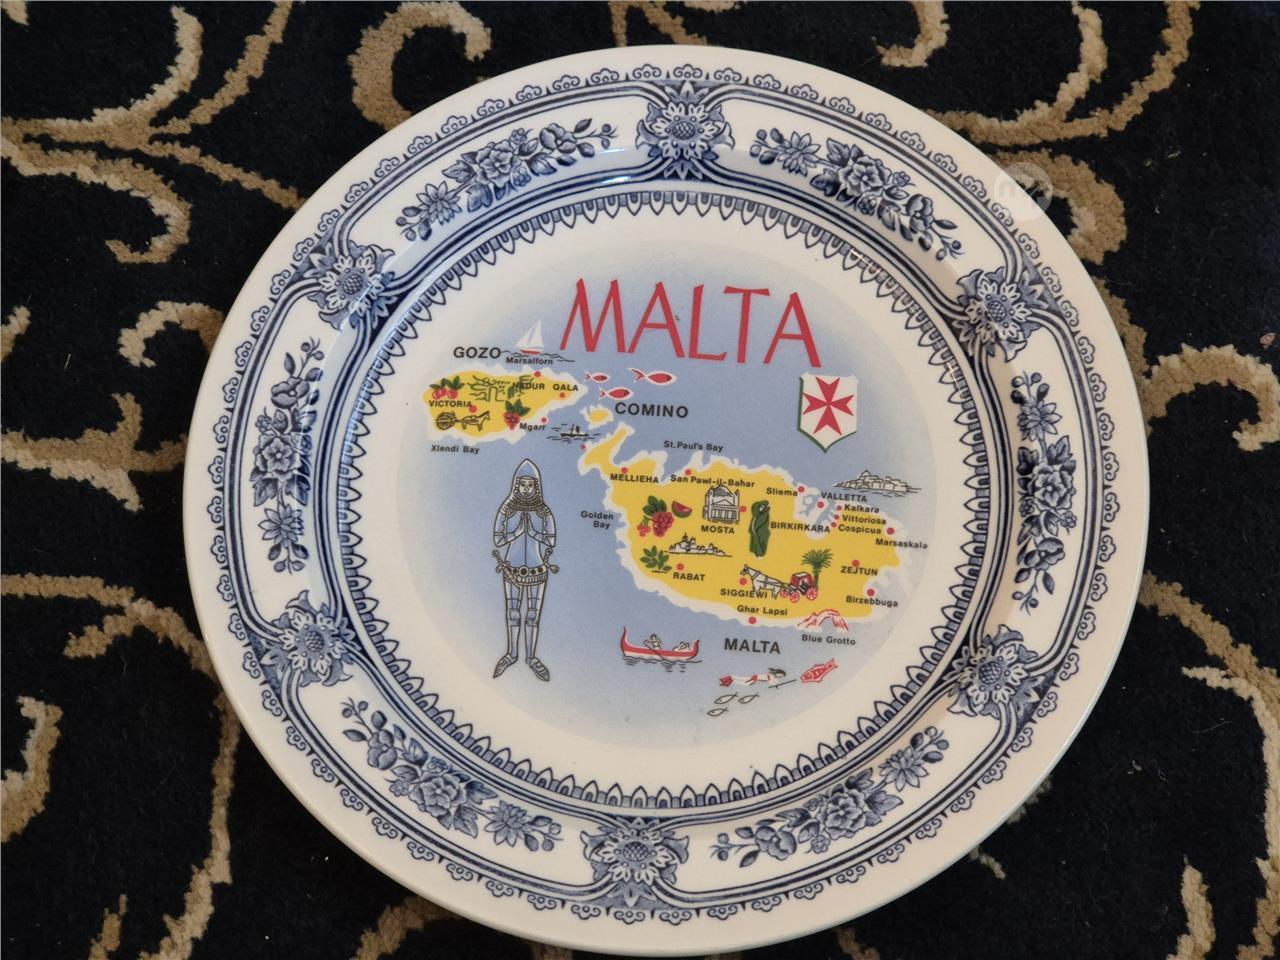 MALTA
GOZO
Marsalforn
NADUR
QALA
VICTORIA
COMINO
Mgarr
Xlendi Bay
St.Paul's Bay
MELLIEHA
San Pawl-il-Bahar
Sliema
VALLETTA
Kalkara
Golden
Bay
MOSTA
BIRKIRKARA
Vittoriosa
Cospicua
Marsaskala
RABAT
ZEJTUN
SIGGIEWI
Birzebbuga
Ghar Lapsi
Blue Grotto
MALTA